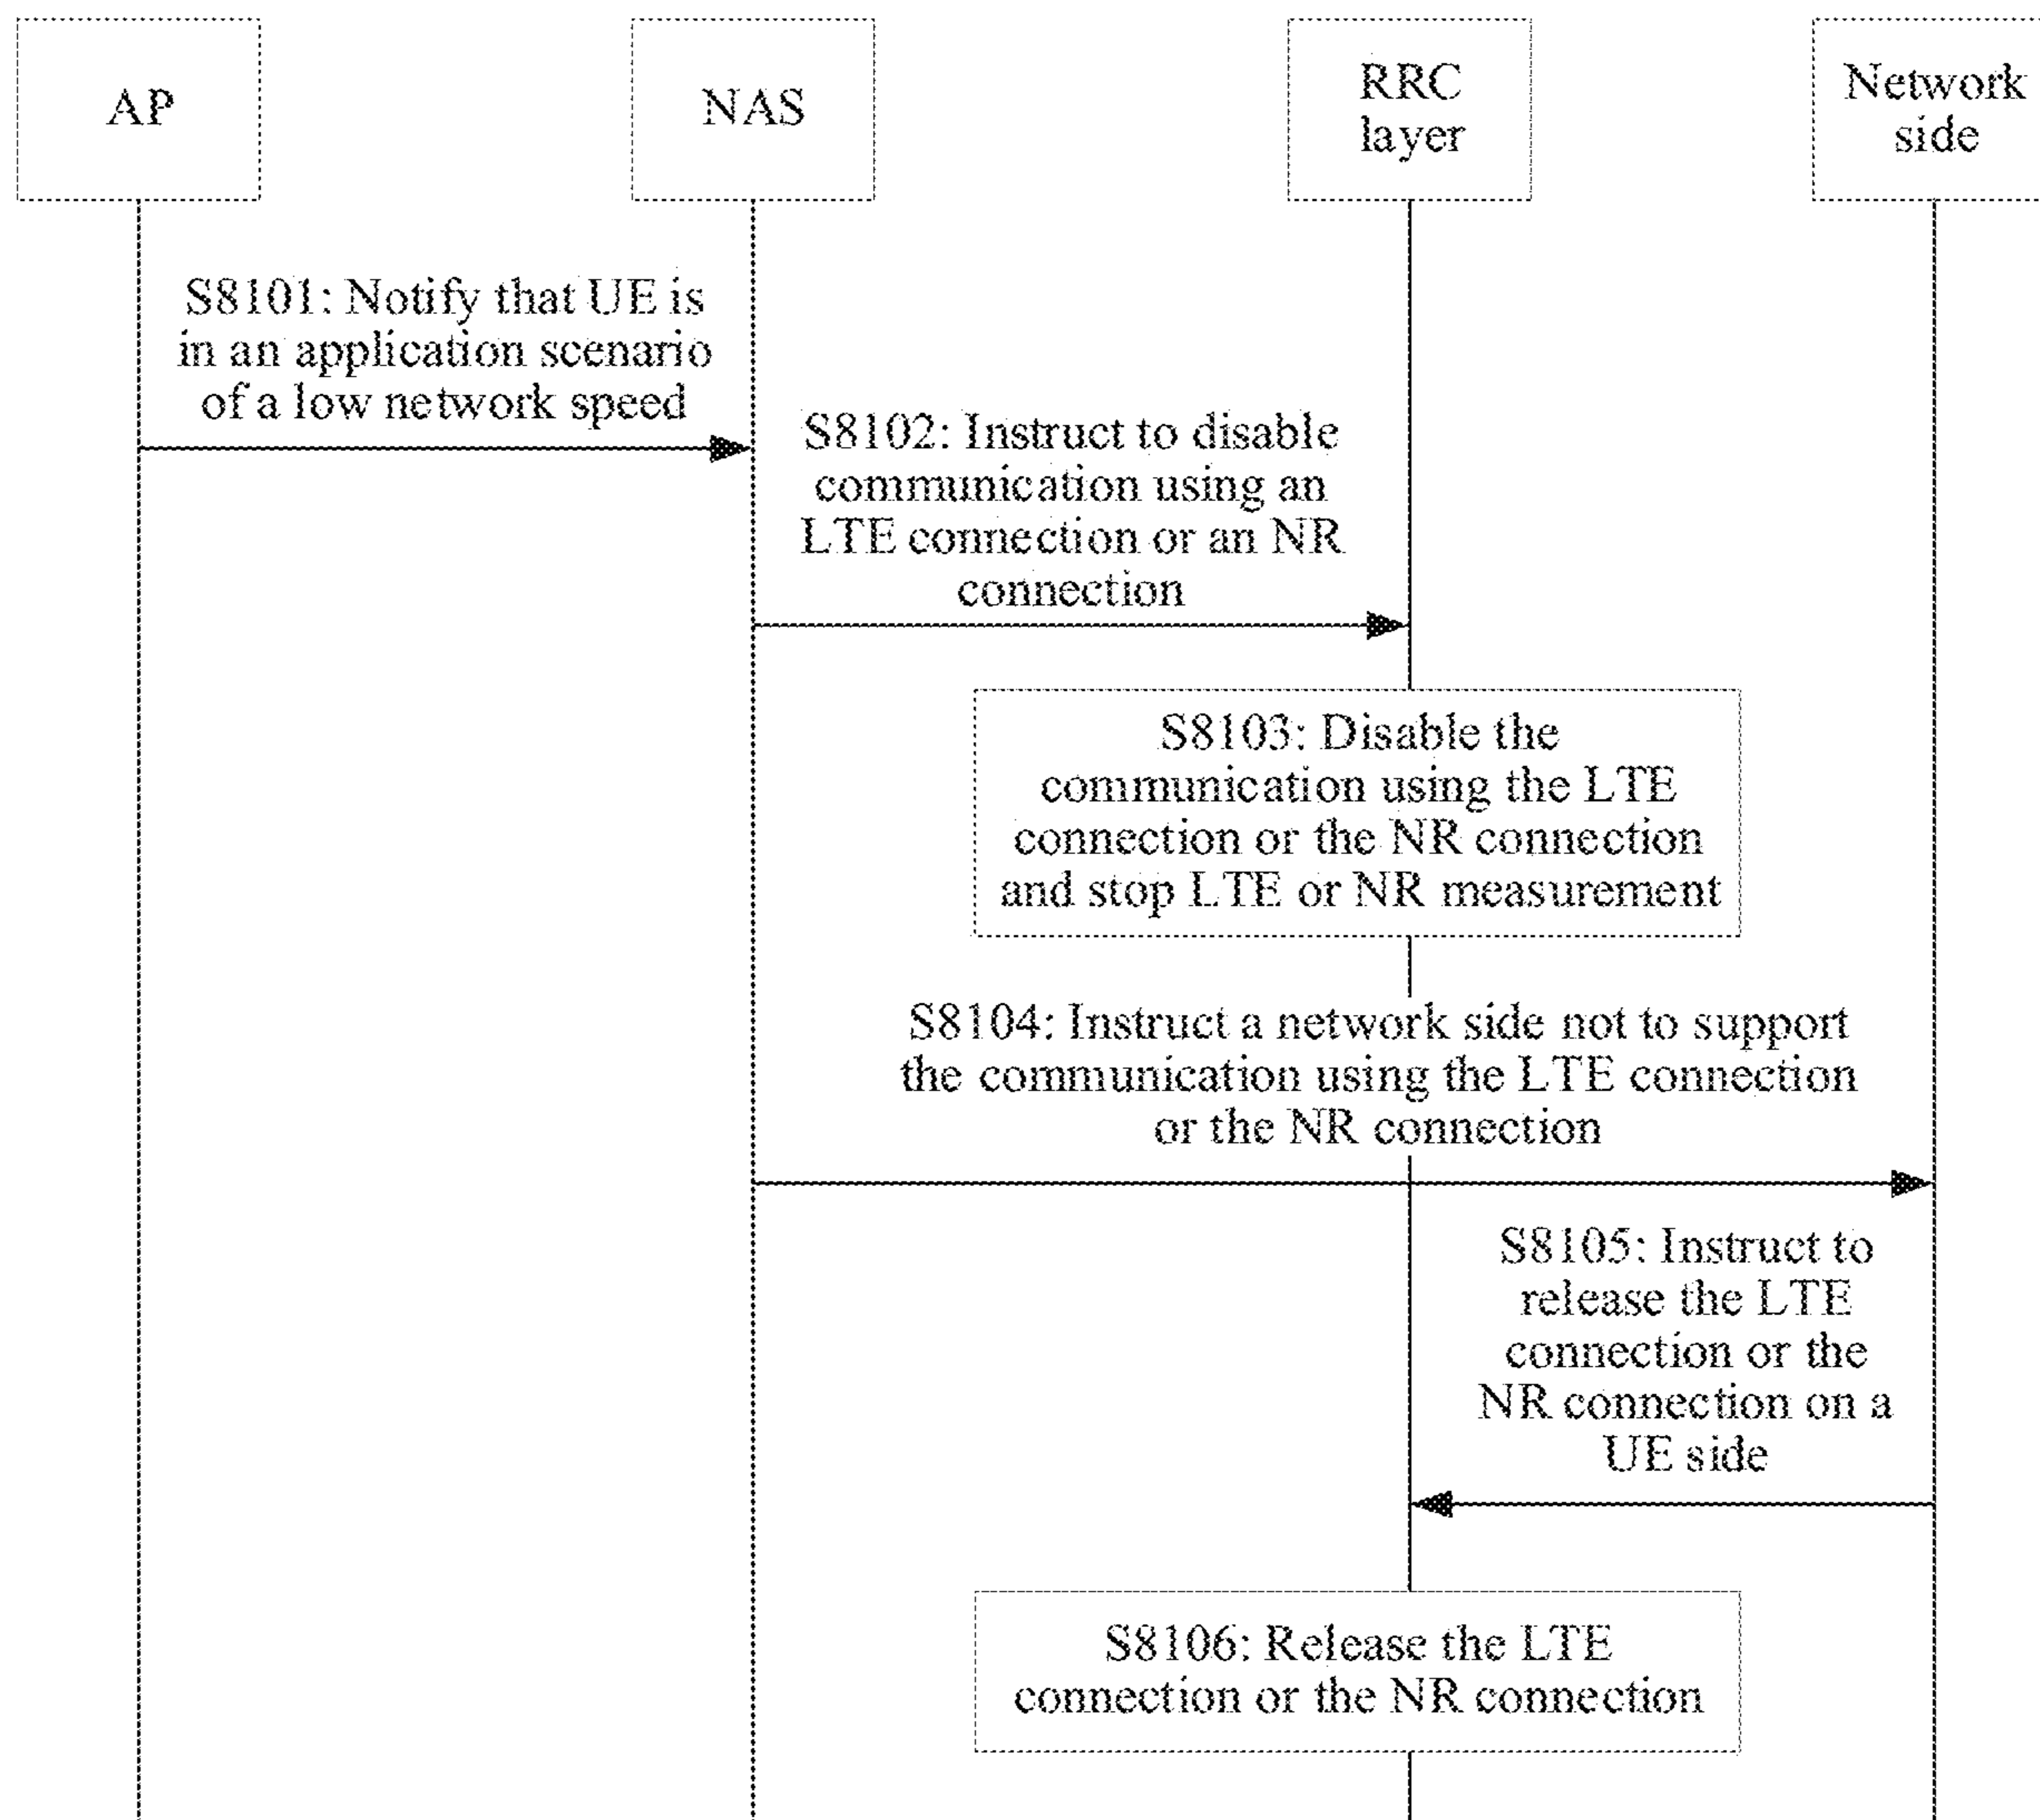 AP
NAS
RRC
layer
Network
side
S8101: Notify that UE is
in an application scenario
of a low network speed
S8102: Instruct to disable
communication using an
LTE connection or an NR
connection
S8103: Disable the
communication using the LTE
connection or the NR connection
and stop LTE or NR measurement
S8104: Instruct a network side not to support
the communication using the LTE connection
or the NR connection
S8105: Instruct to
release the LTE
connection or the
NR connection on a
UE side
S8106: Release the LTE
connection or the NR connection